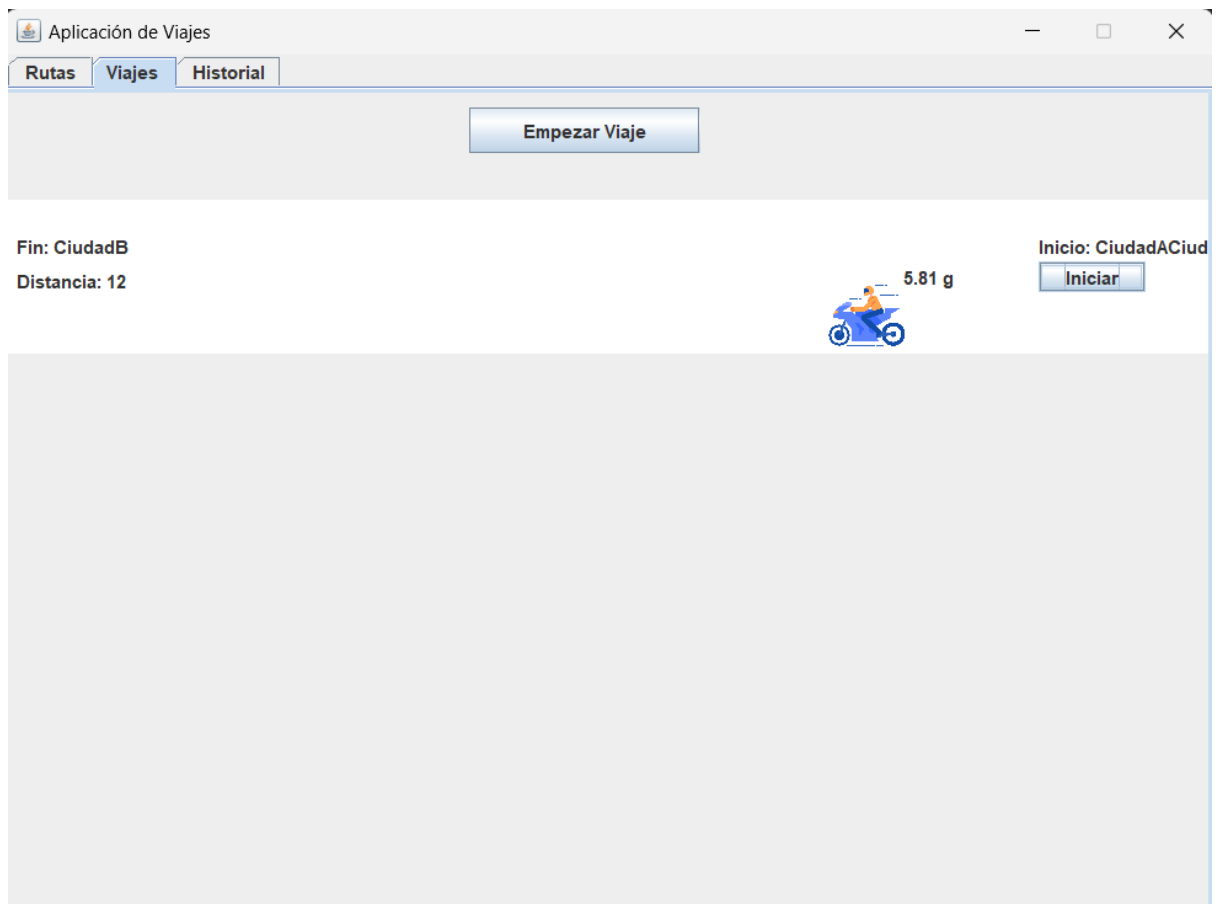 Aplicación de Viajes
Rutas Viajes Historial
Empezar Viaje
Fin: CiudadB
Inicio: CiudadACiud
Distancia: 12
5.81 g
Iniciar